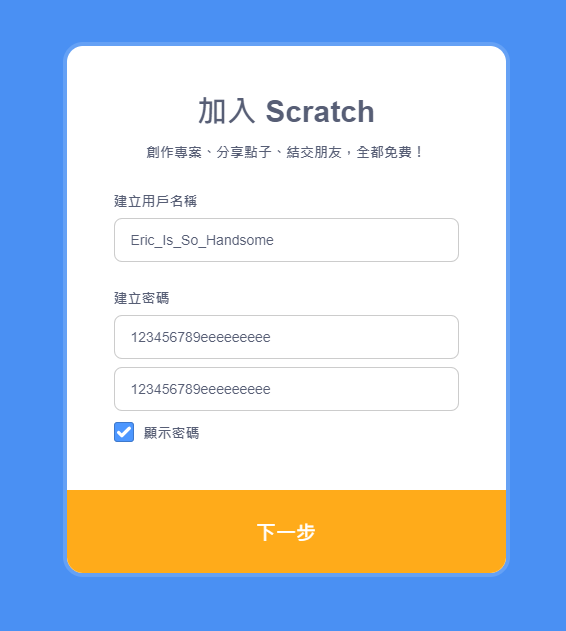 加入 Scratch
創作專案、分享點子、結交朋友，全都免費！
建立用戶名稱
Eric_Is_So_Handsome
建立密碼
123456789eeeeeeeee
123456789eeeeeeeee
顯示密碼
下一步